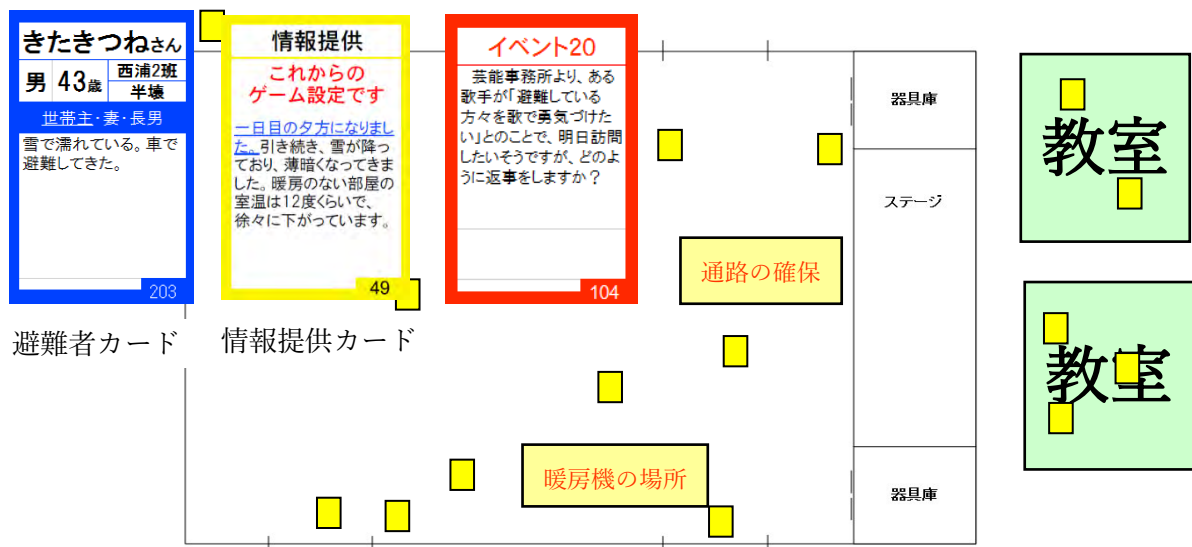 きたきつねさん
男 43歳 西浦2班
半壊
世帯主・妻・長男
雪で濡れている。車で
避難してきた。
203
避難者カード
情報提供
これからの
ゲーム設定です
一日目の夕方になりまし
た。引き続き、雪が降っ
ており、薄暗くなってきま
した。暖房のない部屋の
室温は12度くらいで、
徐々に下がっています。
49
情報提供カード
イベント20
芸能事務所より、ある
歌手が「避難している
方々を歌で勇気づけた
い」とのことで、明日訪問
したいそうですが、どのよ
うに返事をしますか？
104
通路の確保
暖房機の場所
器具庫
ステージ
器具庫
教室
教室